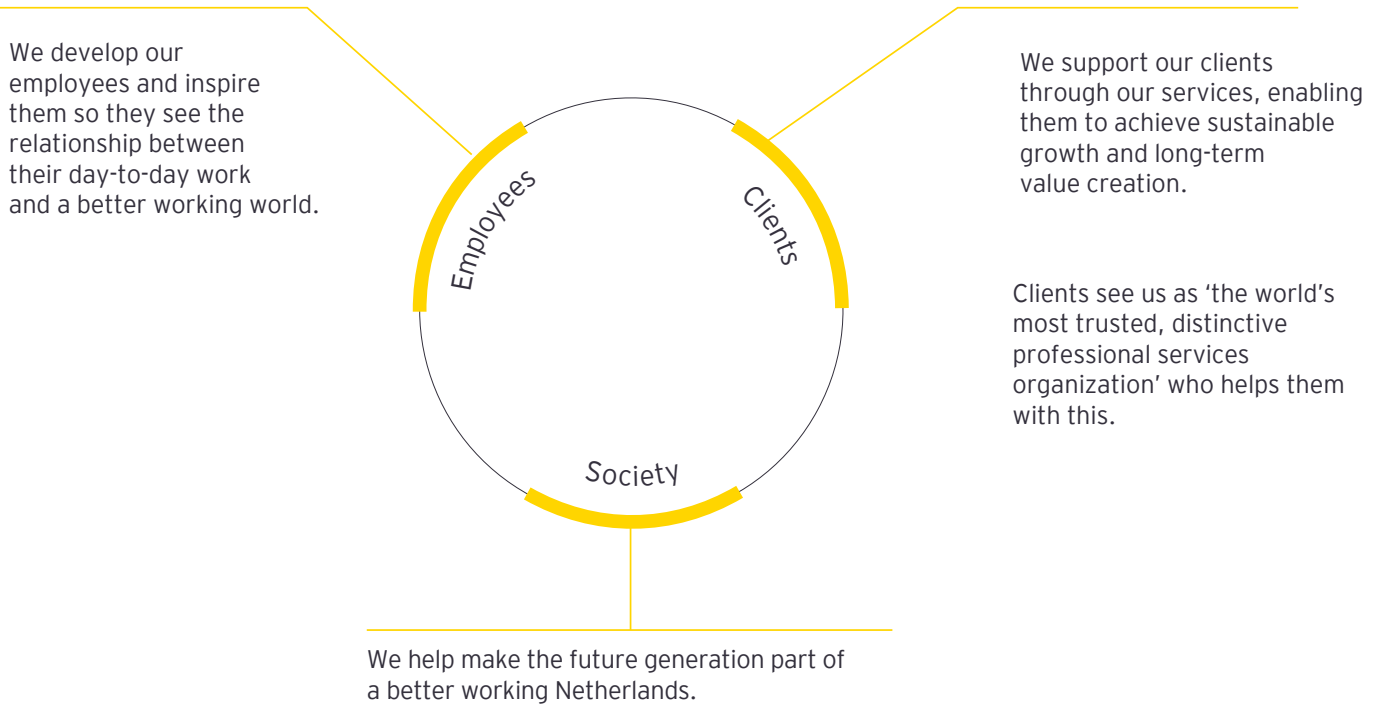 We develop our
employees and inspire
them so they see the
relationship between
their day-to-day work
and a better working world.
Employees
Clients
We support our clients
through our services, enabling
them to achieve sustainable
growth and long-term
value creation.
Clients see us as ‘the world’s
most trusted, distinctive
professional services
organization’ who helps them
with this.
Society
We help make the future generation part of
a better working Netherlands.